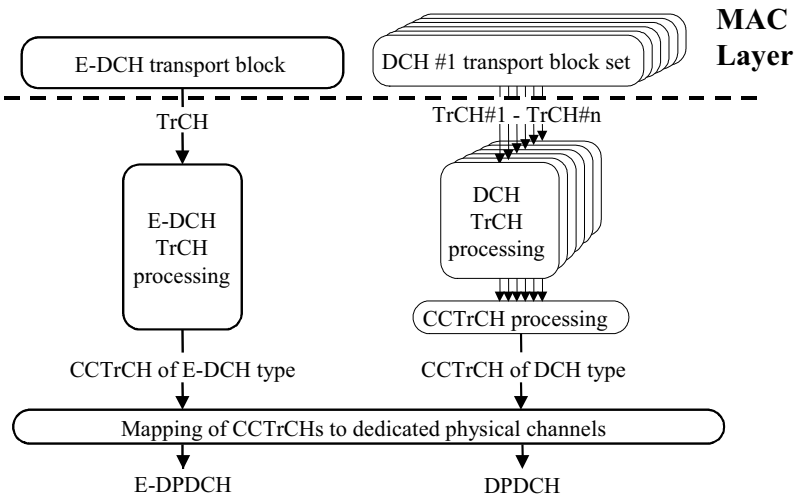 MAC
Layer
E-DCH transport block
DCH #1 transport block set
TrCH
TrCH#1 - TrCH#n
E-DCH
TrCH
processing
DCH
TrCH
processing
CCTrCH processing
CCTrCH of E-DCH type
CCTrCH of DCH type
Mapping of CCTrCHs to dedicated physical channels
E-DPDCH
DPDCH